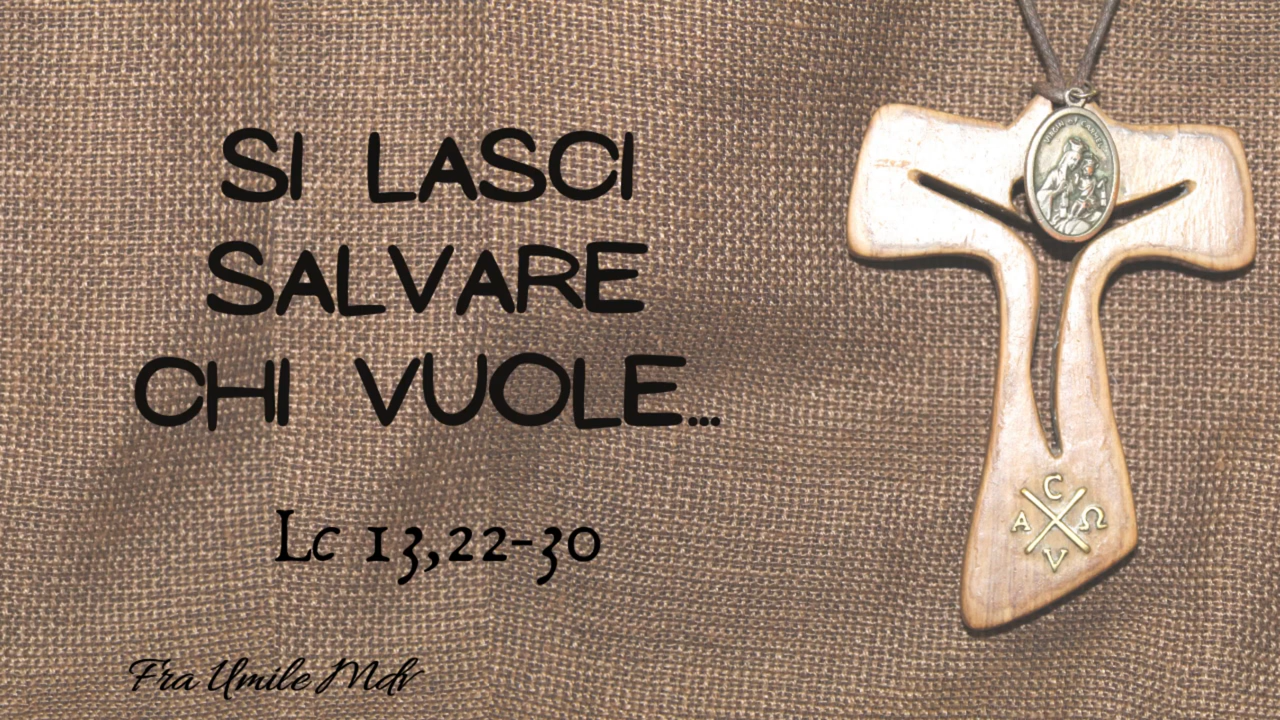 SI LASCI
SALVARE
CHI VUOLE...
Lc 13,22-30
Fra Umile Mdv
C
A Ω
V